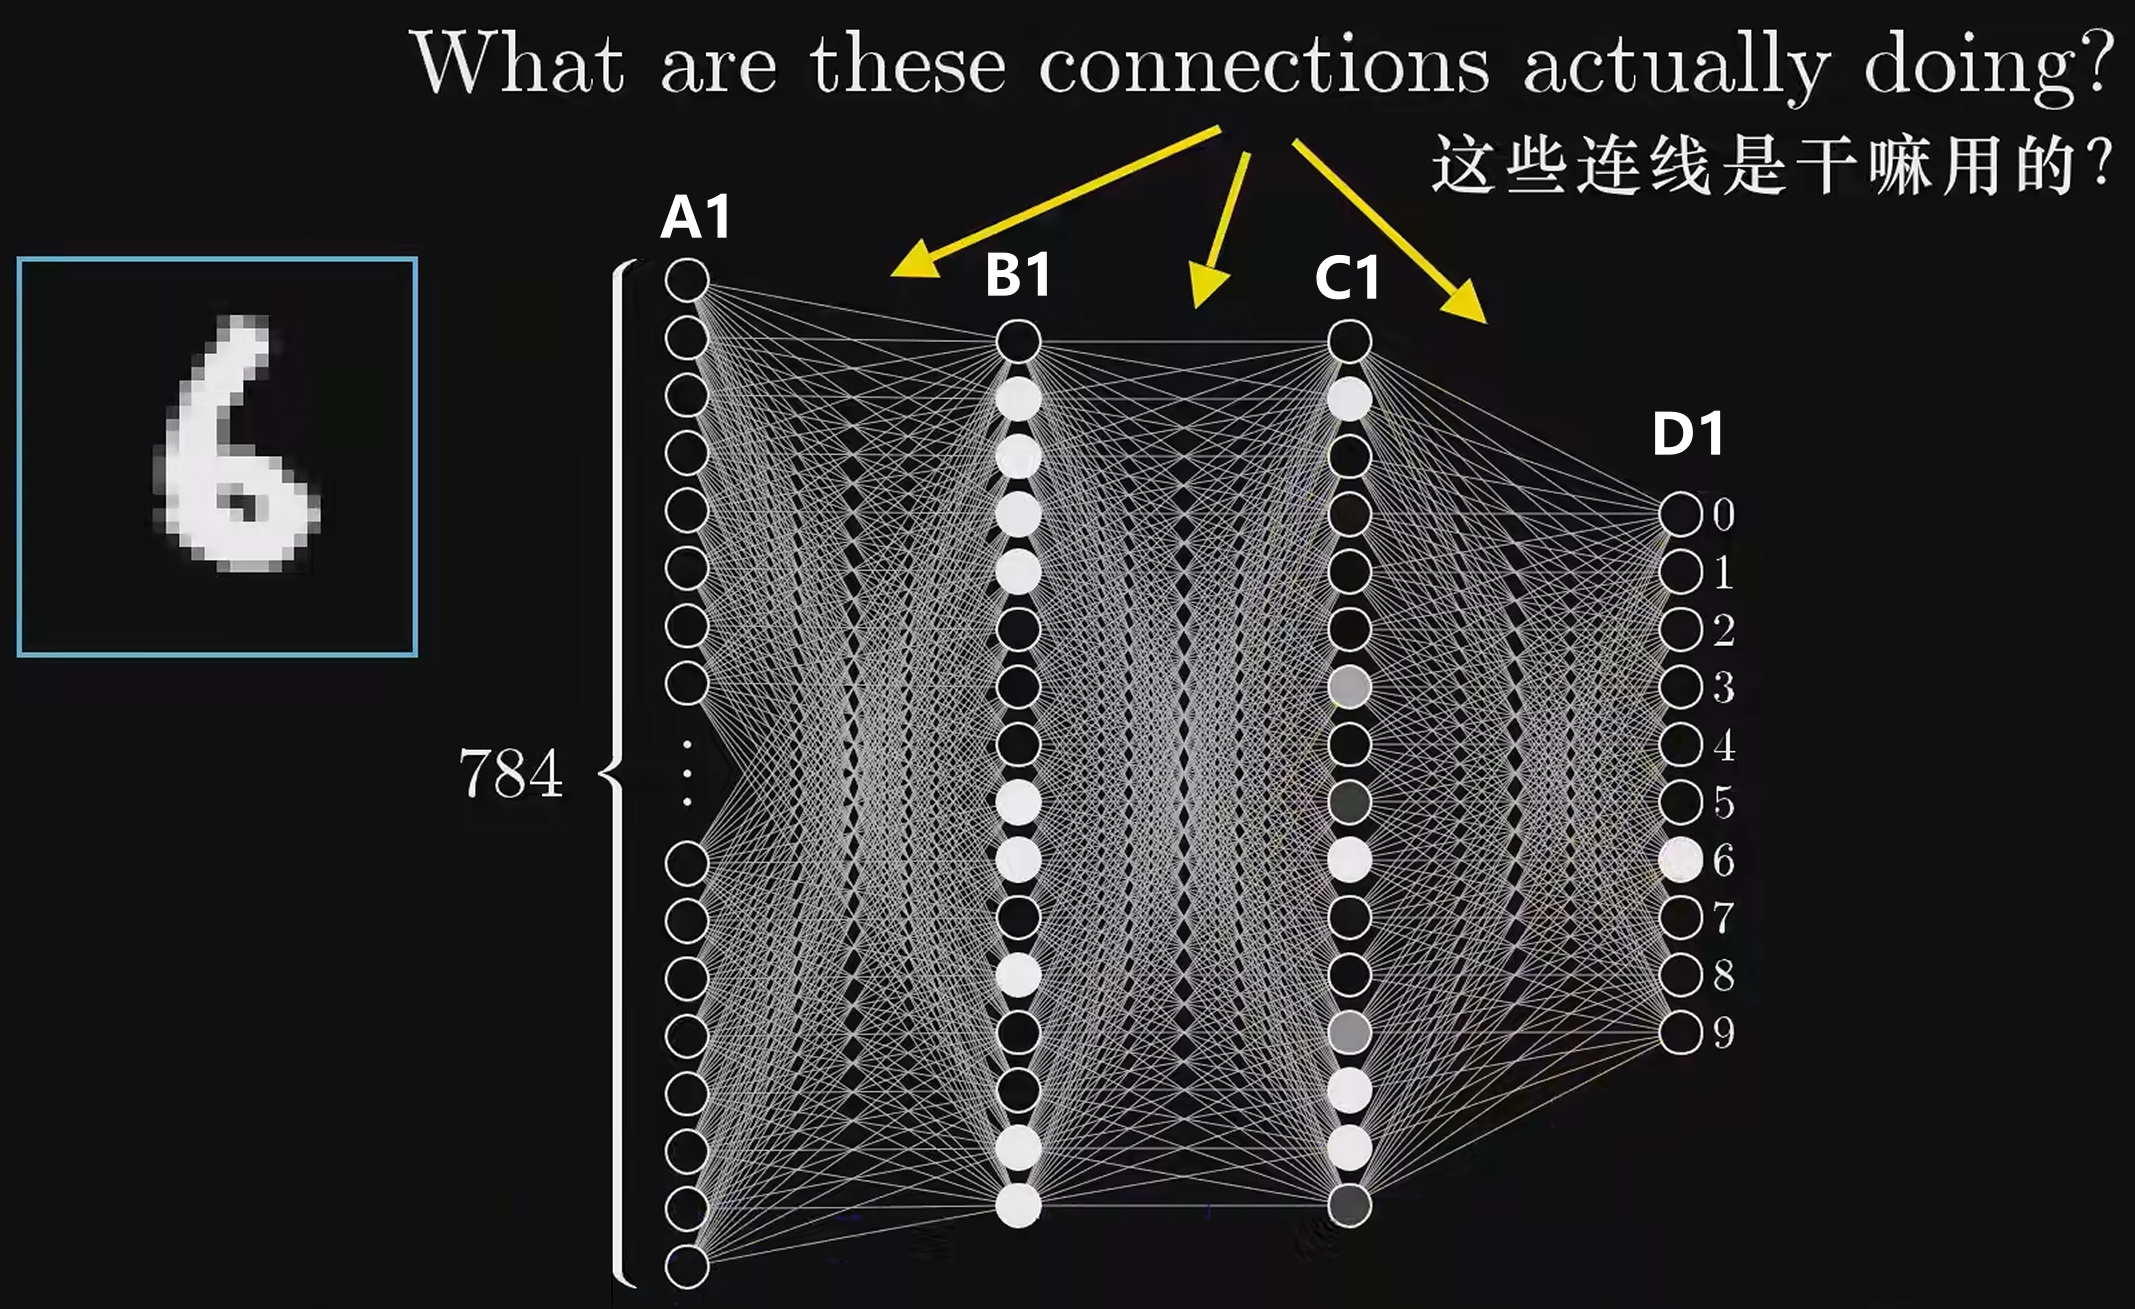 What are these connections actually doing?
这些连线是干嘛用的?
A1
B1
C1
D1
784
0
1
2
3
4
5
6
7
8
9